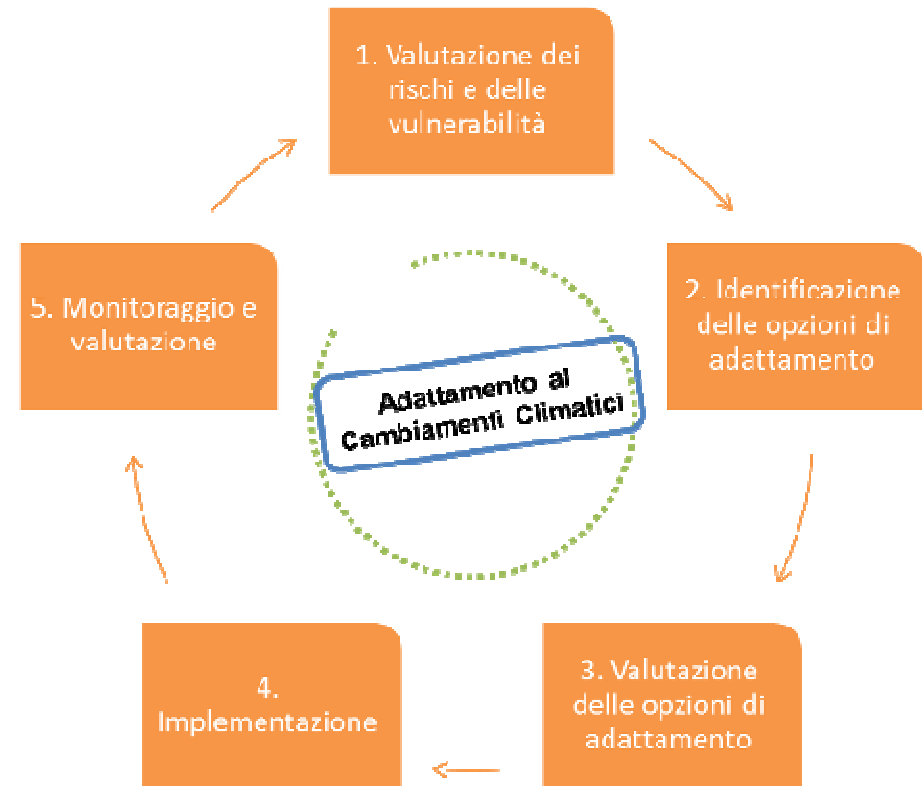 1. Valutazione dei
rischi e delle
vulnerabilità
2. Identificazione
delle opzioni di
adattamento
3. Valutazione
delle opzioni di
adattamento
4.
Implementazione
5. Monitoraggio e
valutazione
Adattamento ai
Cambiamenti Climatici